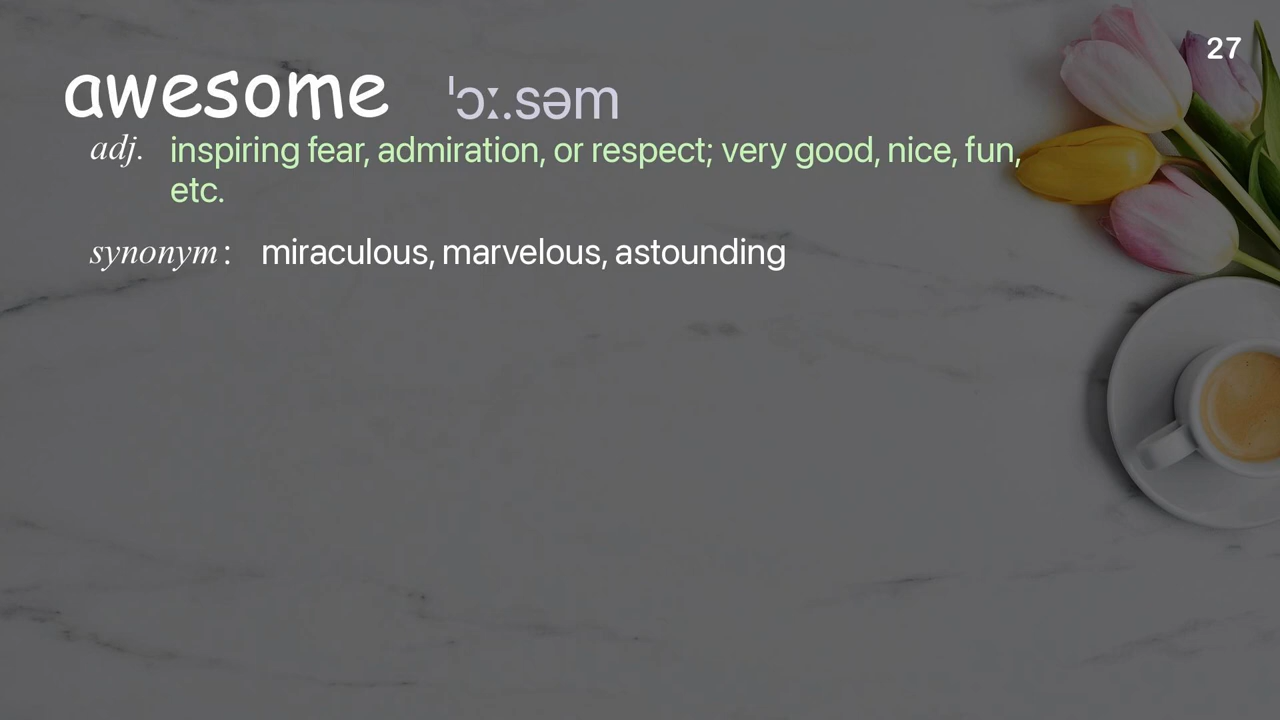 27
awesome ˈɔː.səm
adj. inspiring fear, admiration, or respect; very good, nice, fun,
etc.
synonym : miraculous, marvelous, astounding